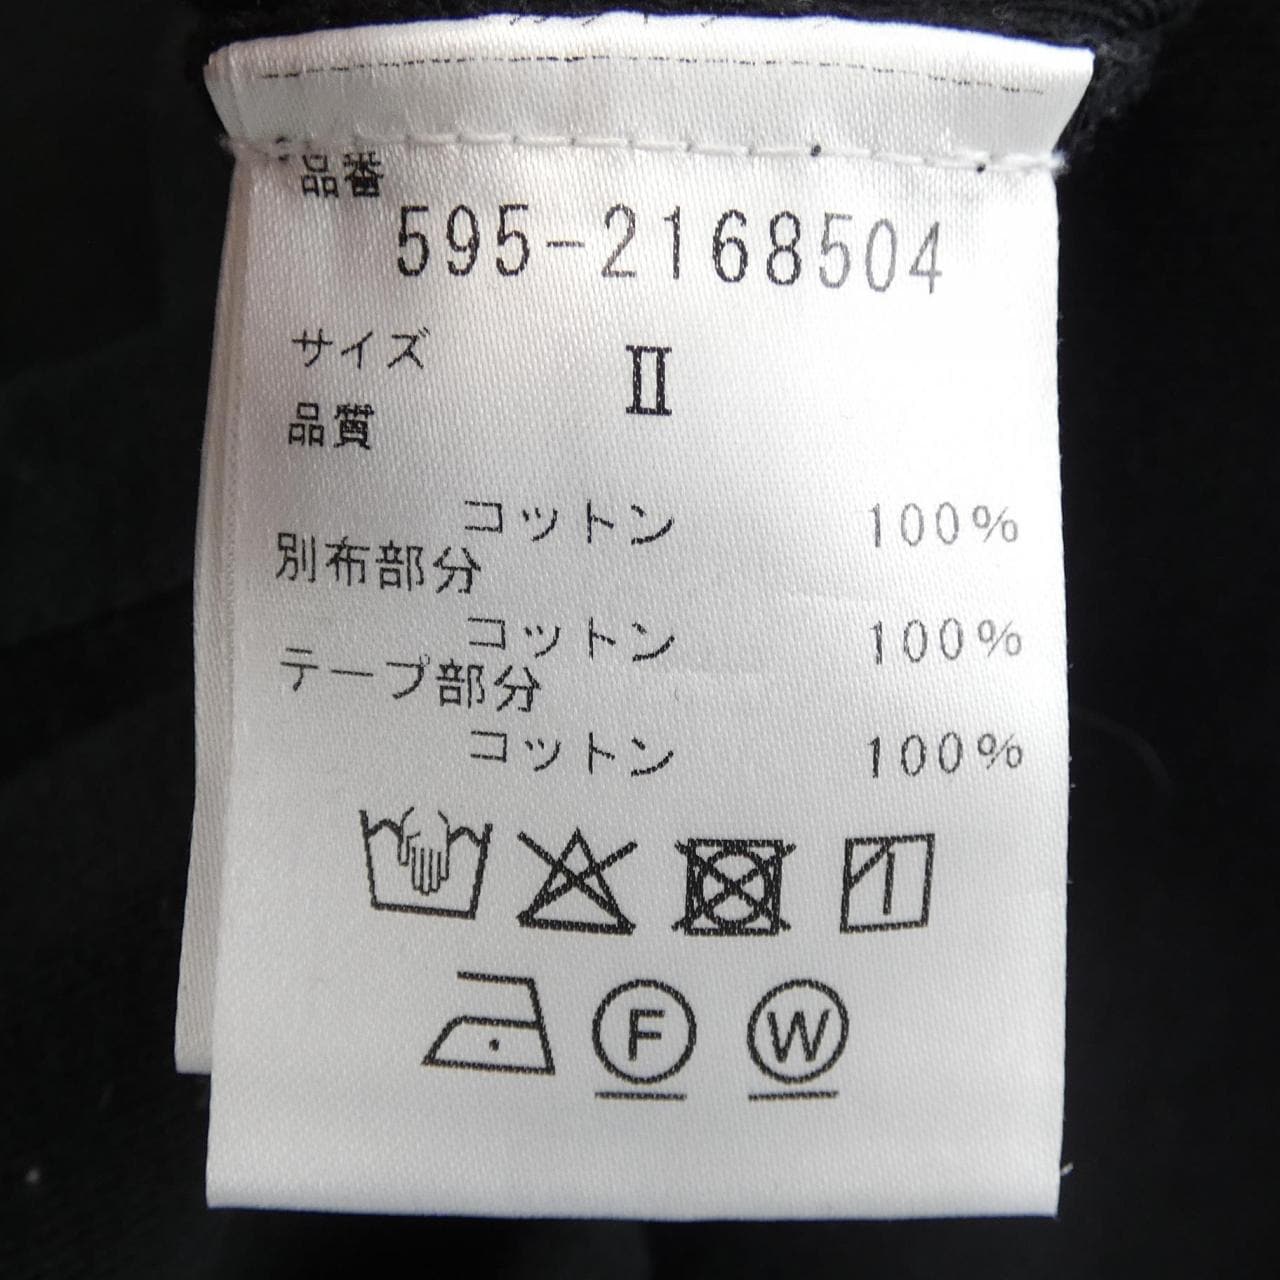 品番
595-2168504
サイズ Ⅱ
品質
コットン 100%
別布部分
コットン 100%
テープ部分
コットン 100%
F W